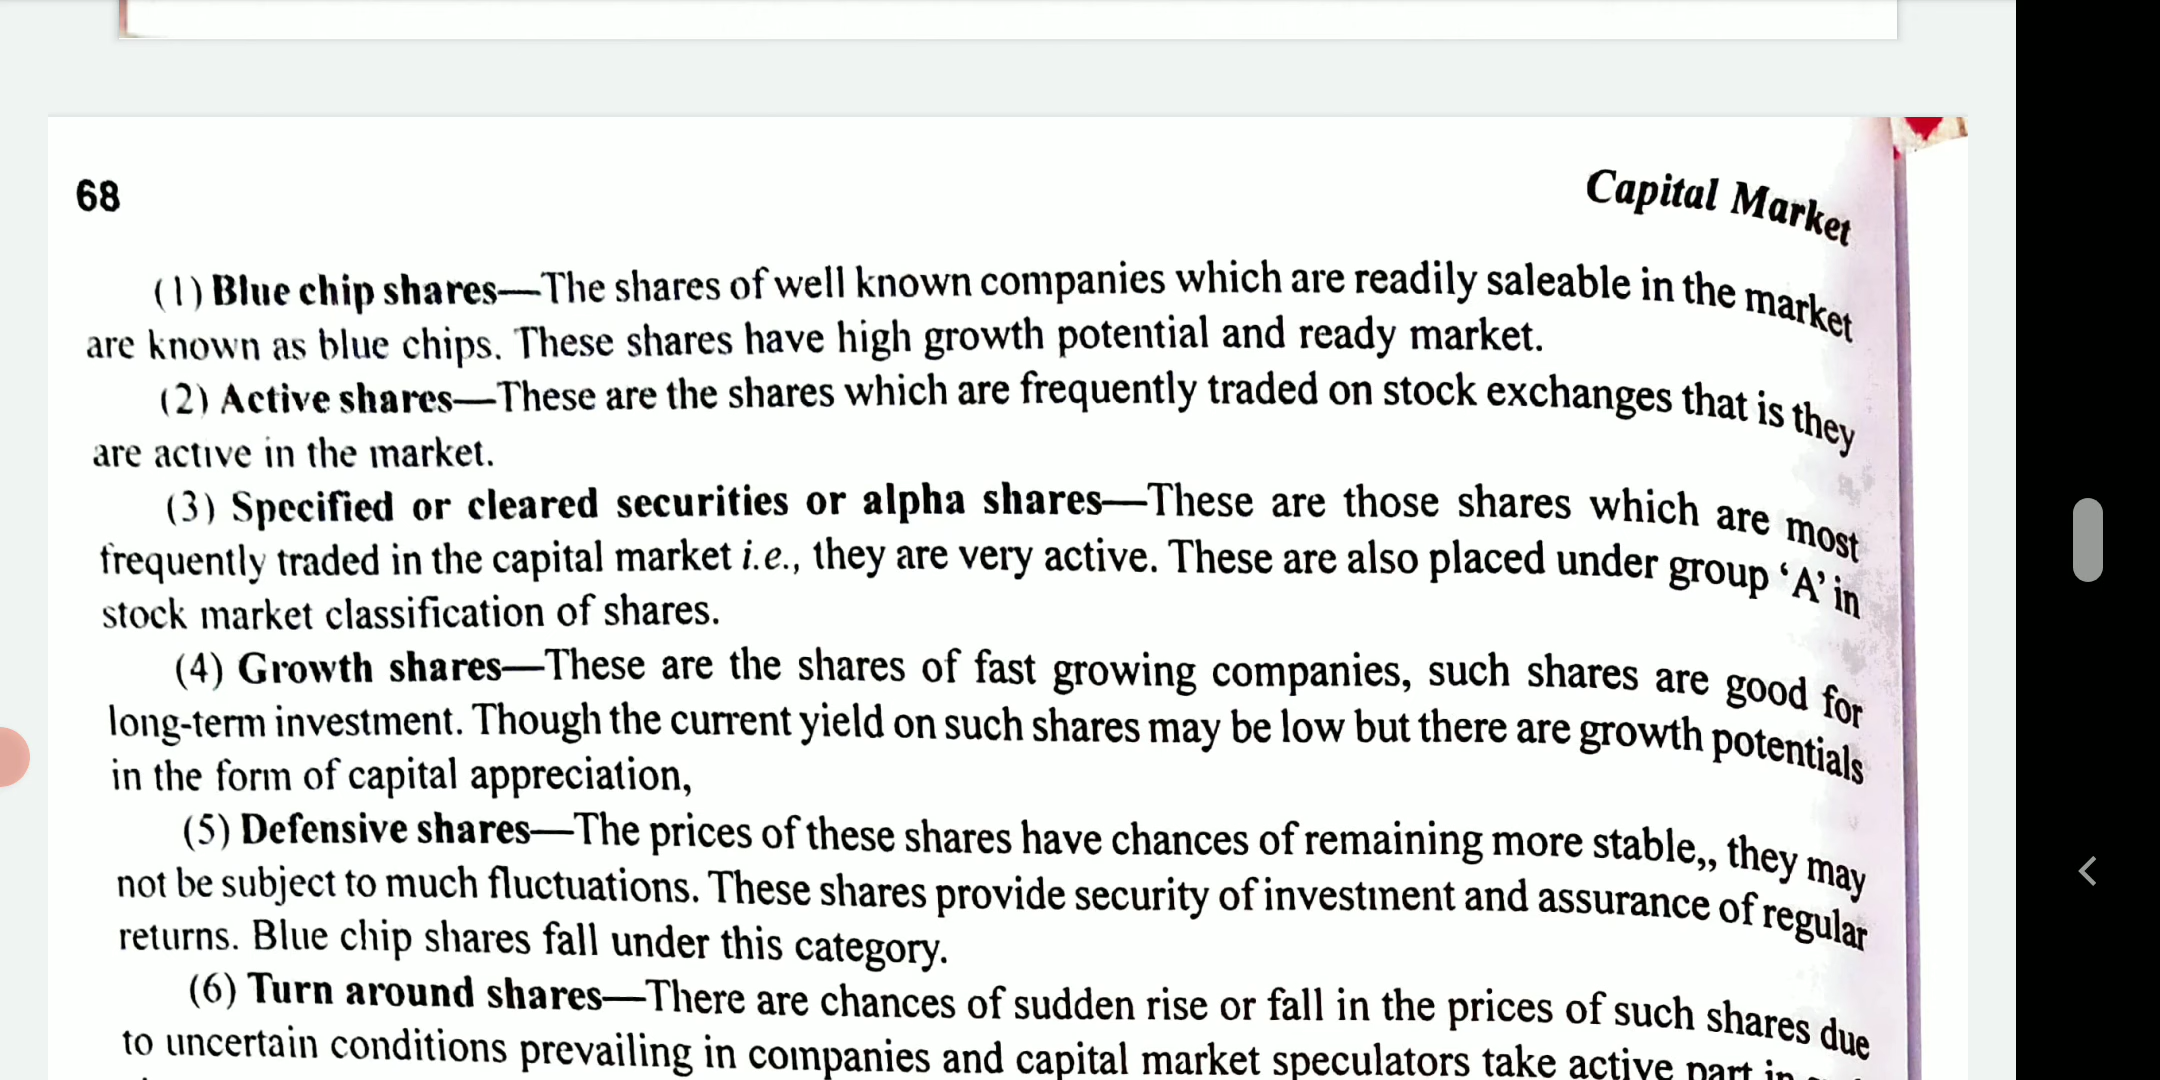 68
Capital Market
(1) Blue chip shares—The shares of well known companies which are readily saleable in the market
are known as blue chips. These shares have high growth potential and ready market.
(2) Active shares—These are the shares which are frequently traded on stock exchanges that is they
are active in the market.
(3) Specified or cleared securities or alpha shares—These are those shares which are most
frequently traded in the capital market i.e., they are very active. These are also placed under group ‘A’ in
stock market classification of shares.
(4) Growth shares—These are the shares of fast growing companies, such shares are good for
long-term investment. Though the current yield on such shares may be low but there are growth potentials
in the form of capital appreciation,
(5) Defensive shares—The prices of these shares have chances of remaining more stable,, they may
not be subject to much fluctuations. These shares provide security of investment and assurance of regular
returns. Blue chip shares fall under this category.
(6) Turn around shares—There are chances of sudden rise or fall in the prices of such shares due
to uncertain conditions prevailing in companies and capital market speculators take active part in